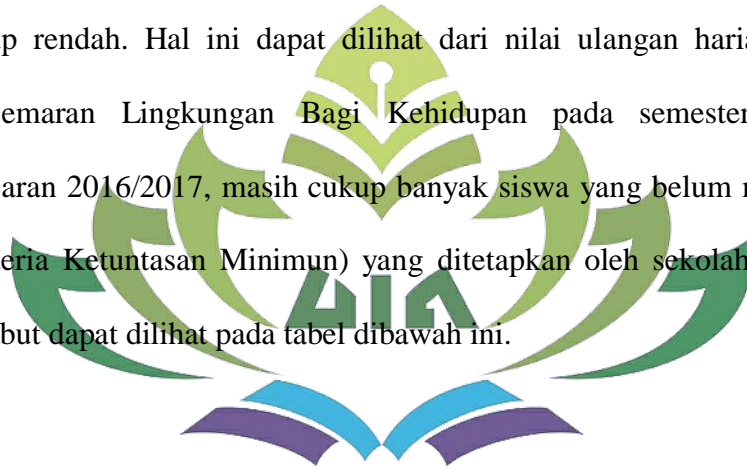 up rendah. Hal ini dapat dilihat dari nilai ulangan haria
emaran Lingkungan Bagi Kehidupan pada semester
aran 2016/2017, masih cukup banyak siswa yang belum
eria Ketuntasan Minimun) yang ditetapkan oleh sekolah
but dapat dilihat pada tabel dibawah ini.
UIN